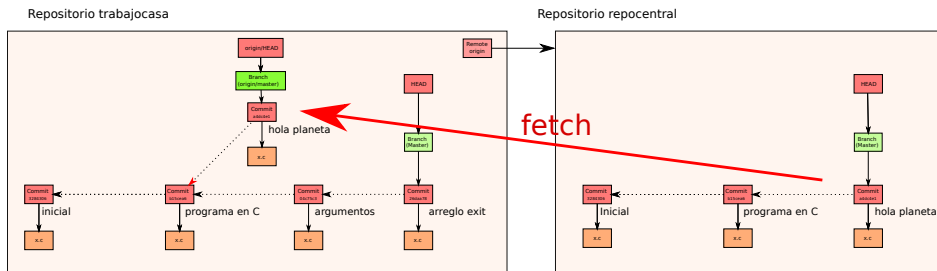 Repositorio trabajocasa
Repositorio repocentral
origin/HEAD
Remote
origin
Branch
(origin/master)
HEAD
HEAD
Commit
hola planeta
fetch
Branch
(Master)
Branch
(Master)
x.c
Commit
Commit
Commit
Commit
Commit
Commit
Commit
inicial
programa en C
argumentos
arreglo exit
Inicial
programa en C
hola planeta
x.c
x.c
x.c
x.c
x.c
x.c
x.c